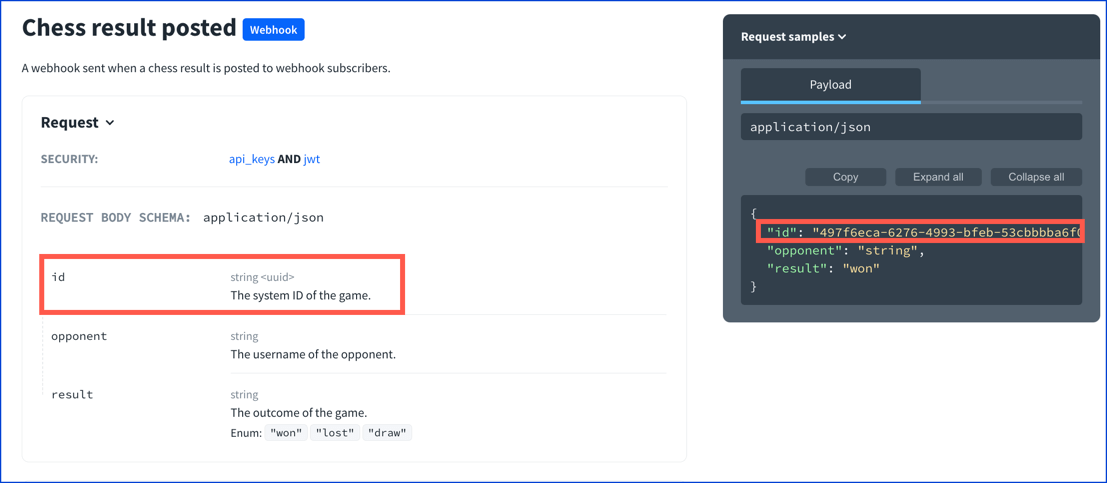 Chess result posted Webhook
A webhook sent when a chess result is posted to webhook subscribers.
Request
SECURITY: api_keys AND jwt
REQUEST BODY SCHEMA: application/json
id string <uuid>
The system ID of the game.
opponent string
The username of the opponent.
result string
The outcome of the game.
Enum: "won" "lost" "draw"
Request samples
Payload
application/json
Copy Expand all Collapse all
{
"id": "497f6eca-6276-4993-bfeb-53cbbbba6f0
"opponent": "string",
"result": "won"
}